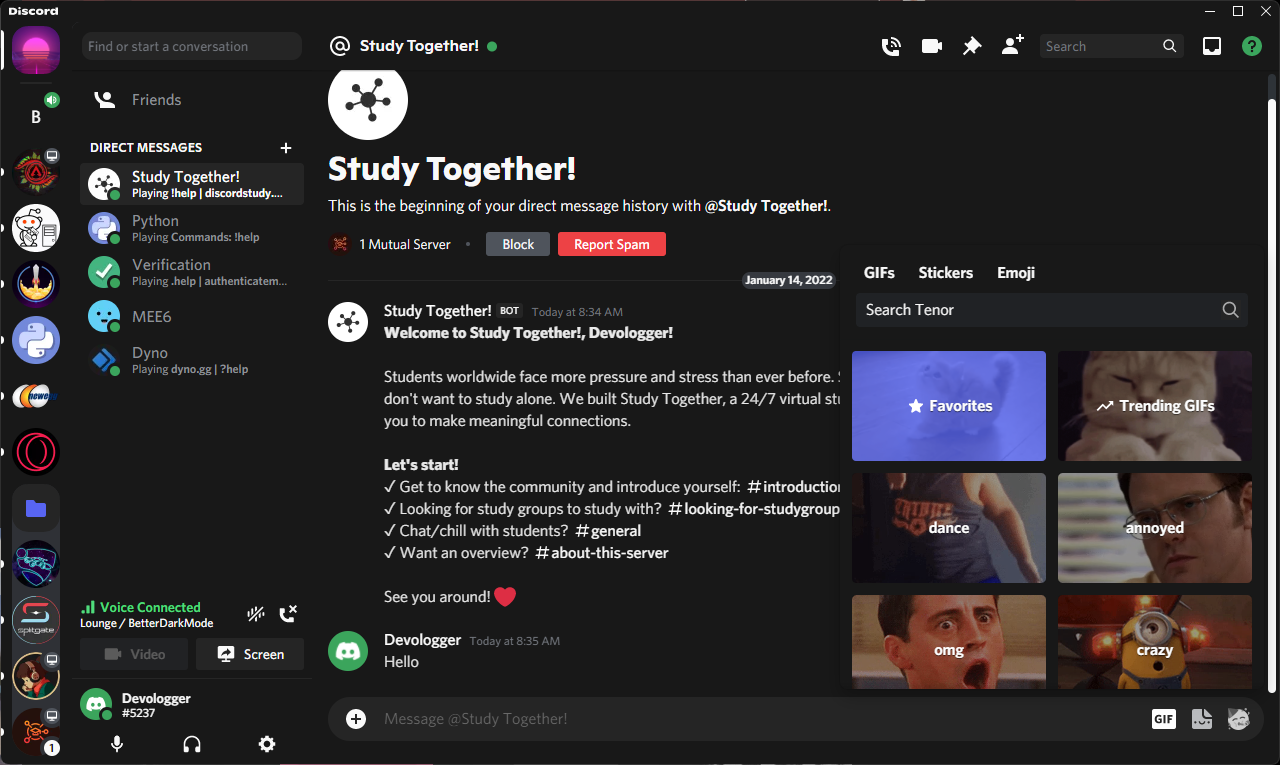 Discord
Find or start a conversation
Study Together!
Search
B
Friends
DIRECT MESSAGES
Study Together!
Playing !help | discordstudy....
Python
Playing Commands: !help
Verification
Playing .help | authenticatem...
MEE6
Dyno
Playing dyno.gg | ?help
newegg
splitgate
1
Voice Connected
Lounge / BetterDarkMode
Video
Screen
Devologger
#5237
Study Together!
This is the beginning of your direct message history with @Study Together!.
1 Mutual Server
Block
Report Spam
January 14, 2022
Study Together! BOT Today at 8:34 AM
Welcome to Study Together!, Devologger!
Students worldwide face more pressure and stress than ever before.
don't want to study alone. We built Study Together, a 24/7 virtual
you to make meaningful connections.
Let's start!
✓ Get to know the community and introduce yourself: #introduction
✓ Looking for study groups to study with? #looking-for-studygroup
✓ Chat/chill with students? #general
✓ Want an overview? #about-this-server
See you around! ❤
Devologger Today at 8:35 AM
Hello
Message @Study Together!
GIF
GIFs Stickers Emoji
Search Tenor
Favorites
Trending GIFs
dance
annoyed
omg
crazy